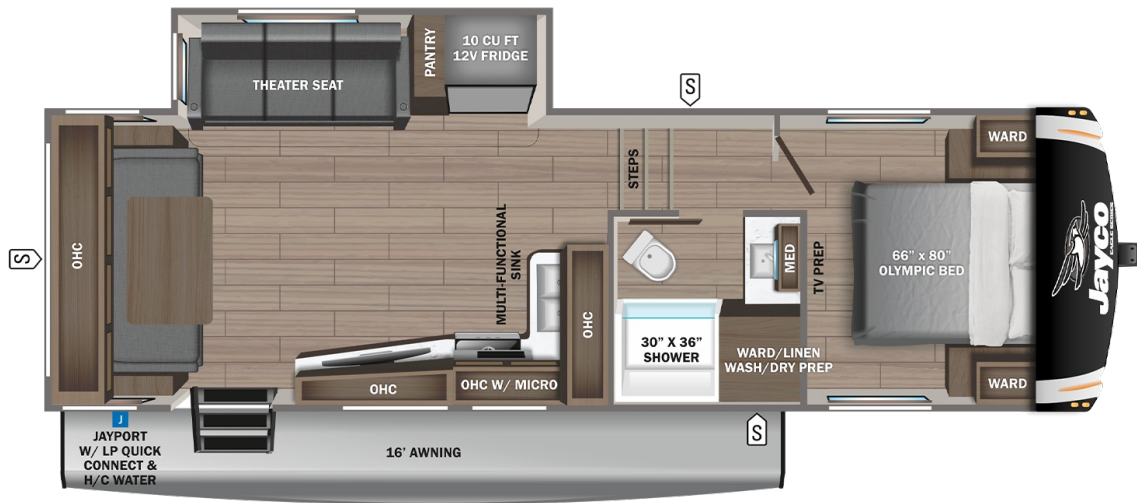 PANTRY
10 CU FT
12V FRIDGE
THEATER SEAT
S
WARD
STEPS
OHC
S
MULTI-FUNCTIONAL
SINK
MED
TV PREP
66" x 80"
OLYMPIC BED
Jayco
OHC
30" X 36"
SHOWER
WARD/LINEN
WASH/DRY PREP
OHC
OHC W/ MICRO
WARD
J
JAYPORT
W/ LP QUICK
CONNECT &
H/C WATER
16' AWNING
S